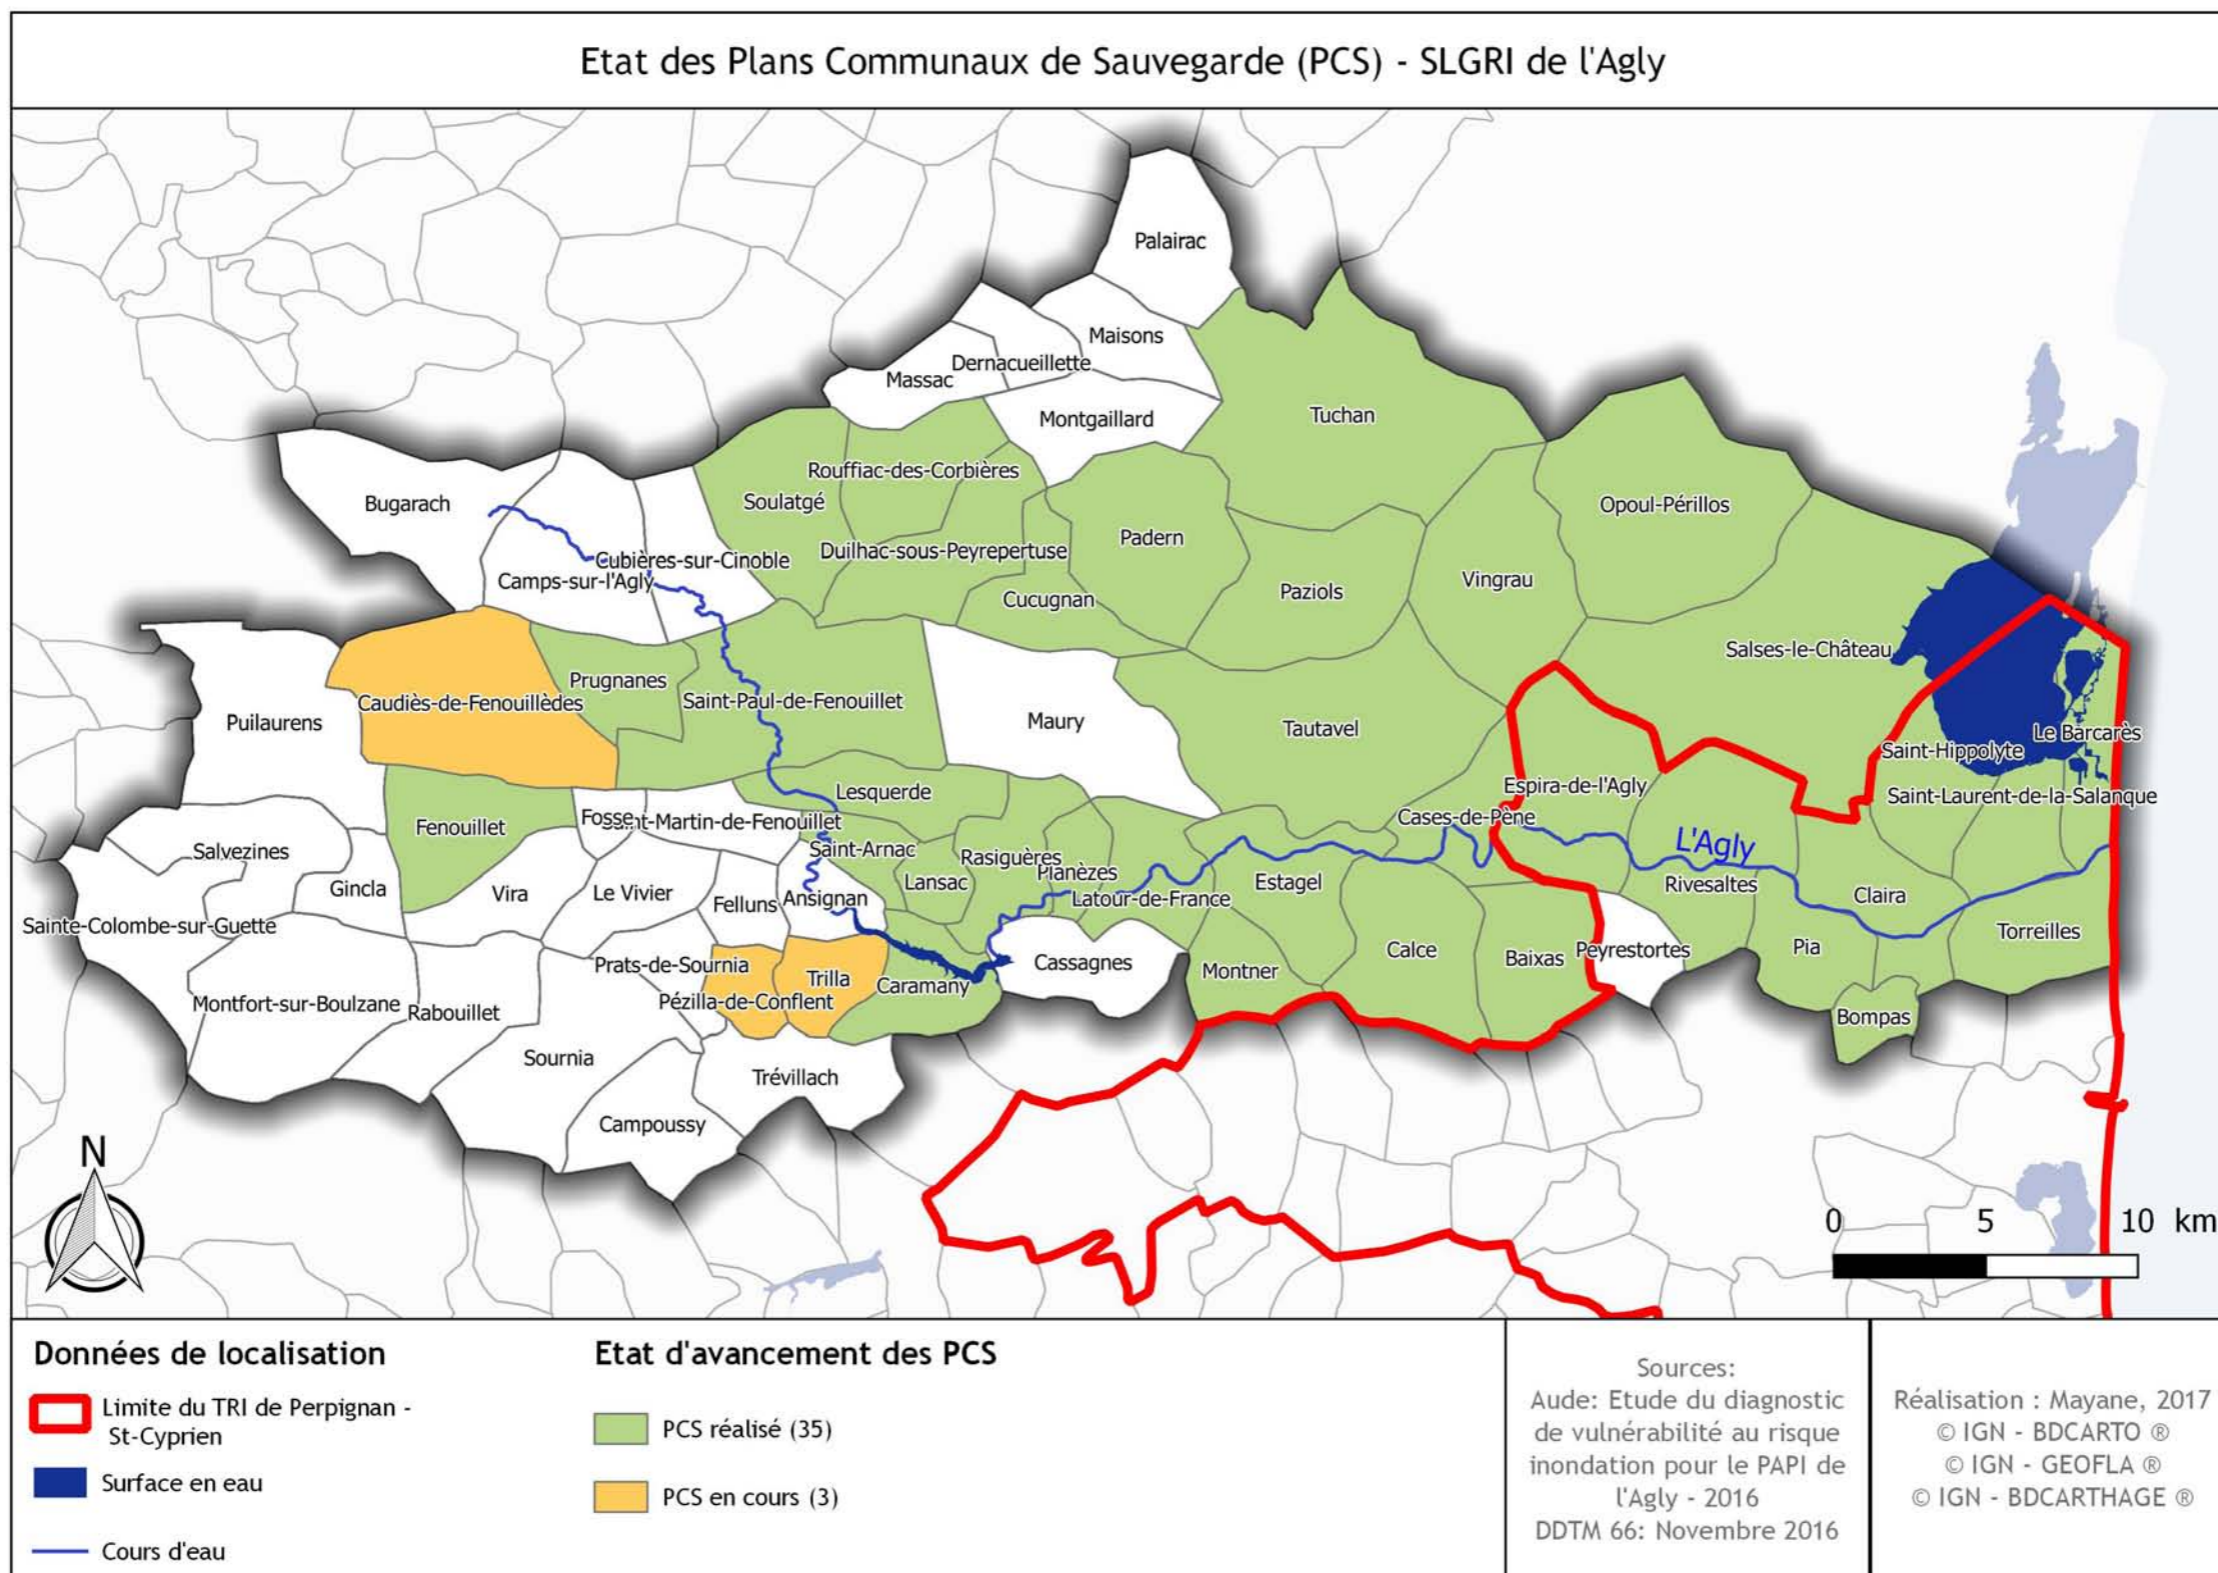 Etat des Plans Communaux de Sauvegarde (PCS) - SLGRI de l'Agly
Palairac
Maisons
Dernacueillette
Massac
Montgaillard
Tuchan
Rouffiac-des-Corbières
Soulatgé
Bugarach
Opoul-Périllos
Padern
Duilhac-sous-Peyrepertuse
Cubières-sur-Cinoble
Camps-sur-l'Agly
Vingrau
Paziols
Cucugnan
Salses-le-Château
Prugnanes
Caudiès-de-Fenouillèdes
Saint-Paul-de-Fenouillet
Puilaurens
Maury
Tautavel
Le Barcarès
Saint-Hippolyte
Espira-de-l'Agly
Lesquerde
Saint-Laurent-de-la-Salanque
Cases-de-Pène
Fosse
Saint-Martin-de-Fenouillet
Fenouillet
L'Agly
Saint-Arnac
Salvezines
Rasiguères
Planèzes
Lansac
Estagel
Rivesaltes
Gincla
Vira
Le Vivier
Claira
Felluns
Ansignan
Latour-de-France
Sainte-Colombe-sur-Guette
Torreilles
Pia
Calce
Baixas
Peyrestortes
Cassagnes
Prats-de-Sournia
Montner
Trilla
Caramany
Pézilla-de-Conflent
Montfort-sur-Boulzane
Rabouillet
Bompas
Sournia
Trévillach
Campoussy
N
0 5 10 km
Données de localisation
Limite du TRI de Perpignan -
St-Cyprien
Surface en eau
Cours d'eau
Etat d'avancement des PCS
PCS réalisé (35)
PCS en cours (3)
Sources:
Aude: Etude du diagnostic
de vulnérabilité au risque
inondation pour le PAPI de
l'Agly - 2016
DDTM 66: Novembre 2016
Réalisation : Mayane, 2017
© IGN - BDCARTO ®
© IGN - GEOFLA ®
© IGN - BDCARTHAGE ®